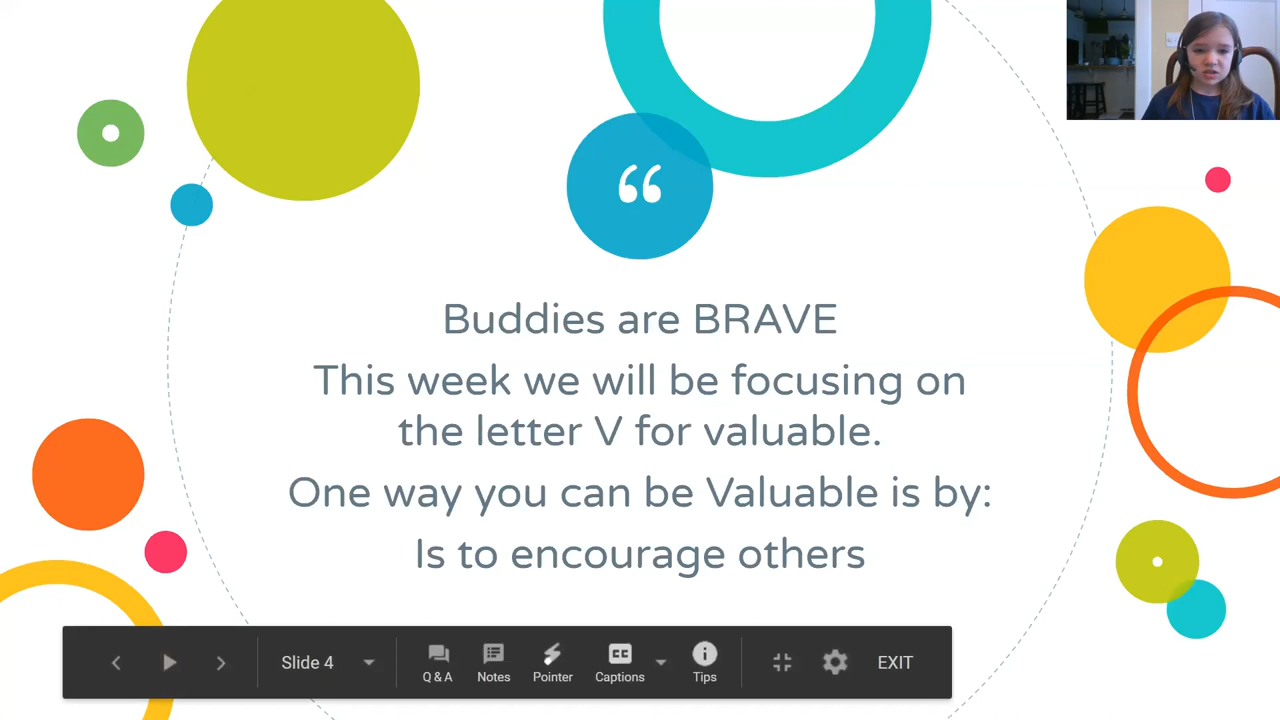 “
Buddies are BRAVE
This week we will be focusing on
the letter V for valuable.
One way you can be Valuable is by:
Is to encourage others
Slide 4
Q & A
Notes
Pointer
CC
Captions
Tips
EXIT